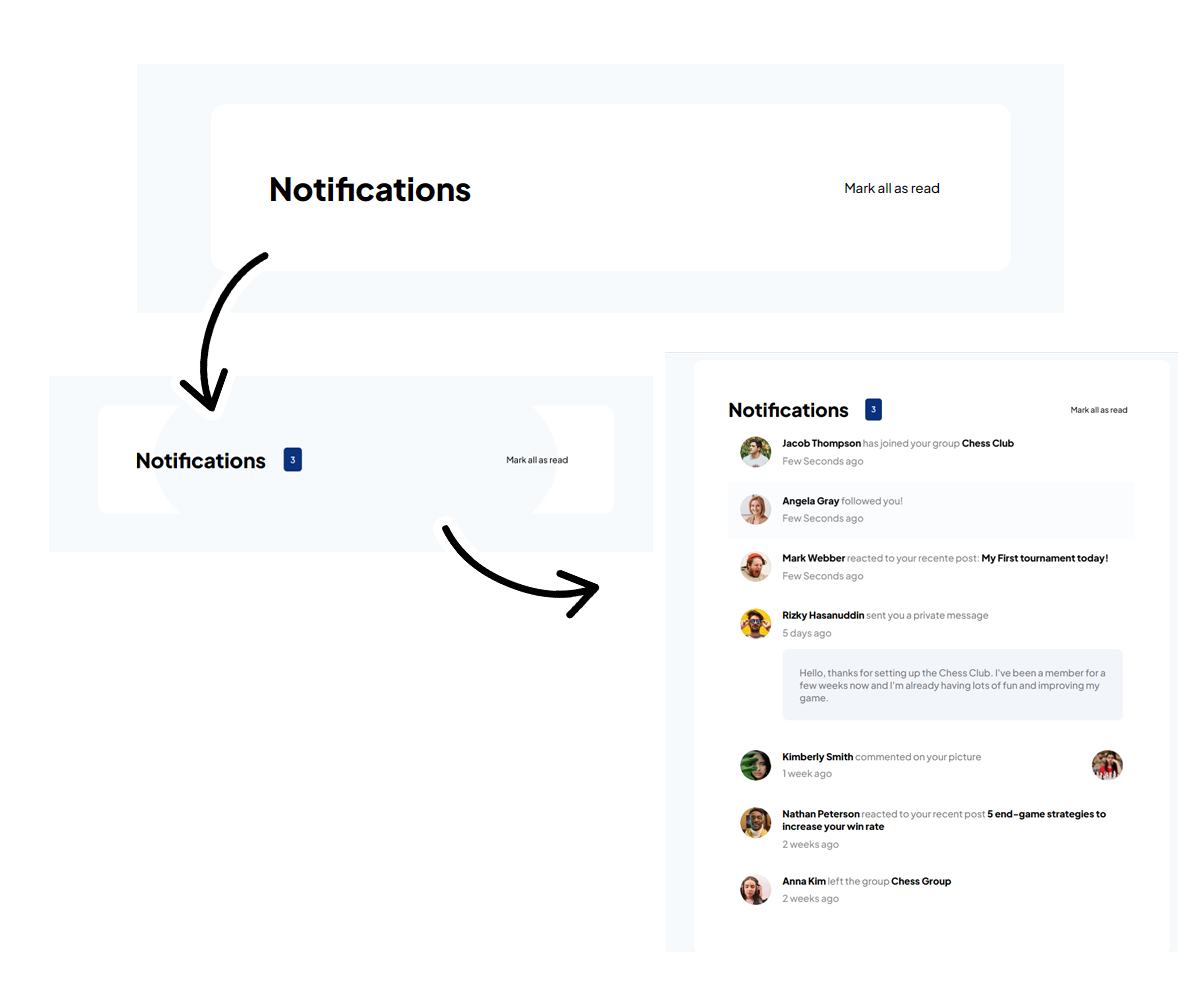 Notifications
Mark all as read
Notifications
3
Mark all as read
Notifications
3
Mark all as read
Jacob Thompson has joined your group Chess Club
Few Seconds ago
Angela Gray followed you!
Few Seconds ago
Mark Webber reacted to your recente post: My First tournament today!
Few Seconds ago
Rizky Hasanuddin sent you a private message
5 days ago
Hello, thanks for setting up the Chess Club. I've been a member for a
few weeks now and I'm already having lots of fun and improving my
game.
Kimberly Smith commented on your picture
1 week ago
Nathan Peterson reacted to your recent post 5 end-game strategies to
increase your win rate
2 weeks ago
Anna Kim left the group Chess Group
2 weeks ago